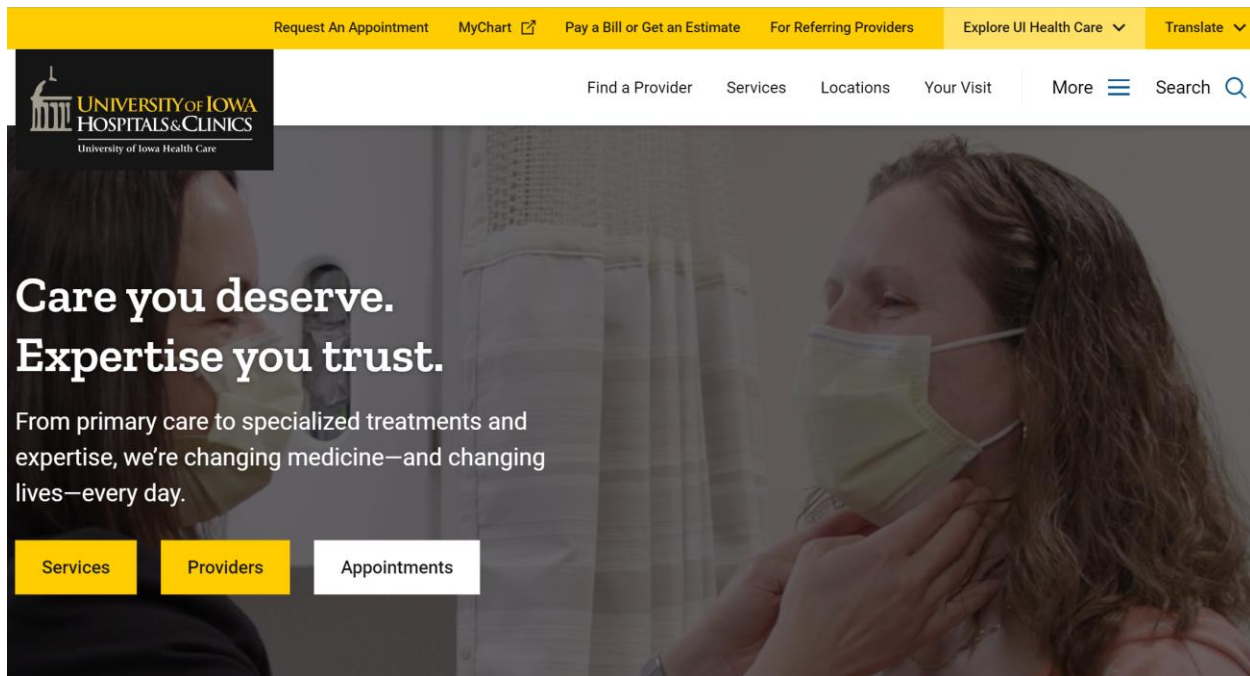 Request An Appointment MyChart Pay a Bill or Get an Estimate For Referring Providers Explore UI Health Care Translate
UNIVERSITY OF IOWA
HOSPITALS & CLINICS
University of Iowa Health Care
Find a Provider Services Locations Your Visit More Search
Care you deserve.
Expertise you trust.
From primary care to specialized treatments and
expertise, we're changing medicine—and changing
lives—every day.
Services Providers Appointments